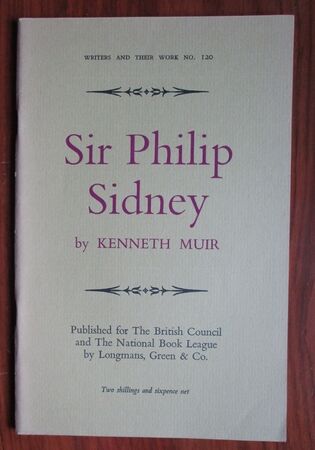 WRITERS AND THEIR WORK NO. 120
Sir Philip
Sidney
by KENNETH MUIR
Published for The British Council
and The National Book League
by Longmans, Green & Co.
Two shillings and sixpence net